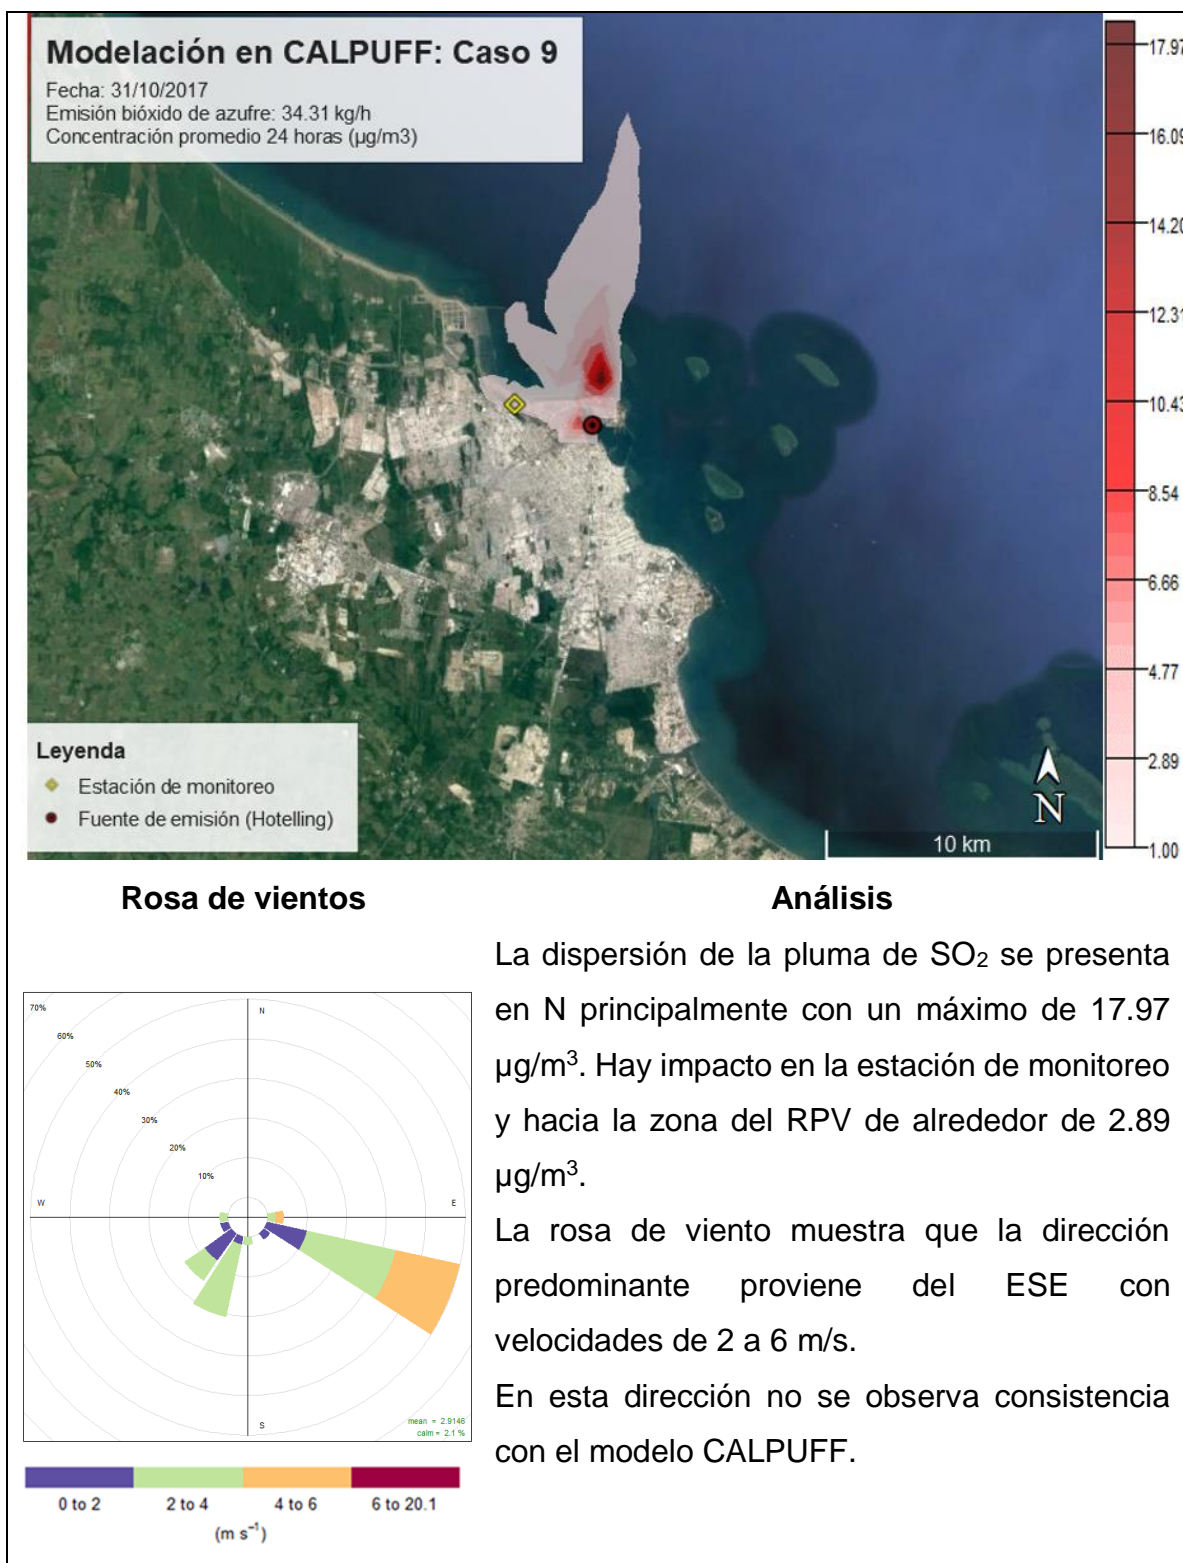 Modelación en CALPUFF: Caso 9
Fecha: 31/10/2017
Emisión bióxido de azufre: 34.31 kg/h
Concentración promedio 24 horas (µg/m3)
17.97
16.09
14.20
12.31
10.43
8.54
6.66
4.77
2.89
1.00
Leyenda
Estación de monitoreo
Fuente de emisión (Hotelling)
N
10 km
Rosa de vientos
70%
60%
50%
40%
30%
20%
10%
N
W
E
S
mean = 2.9146
calm = 2.1 %
0 to 2
2 to 4
4 to 6
6 to 20.1
(m s⁻¹)
Análisis
La dispersión de la pluma de SO₂ se presenta
en N principalmente con un máximo de 17.97
µg/m³. Hay impacto en la estación de monitoreo
y hacia la zona del RPV de alrededor de 2.89
µg/m³.
La rosa de viento muestra que la dirección
predominante proviene del ESE con
velocidades de 2 a 6 m/s.
En esta dirección no se observa consistencia
con el modelo CALPUFF.